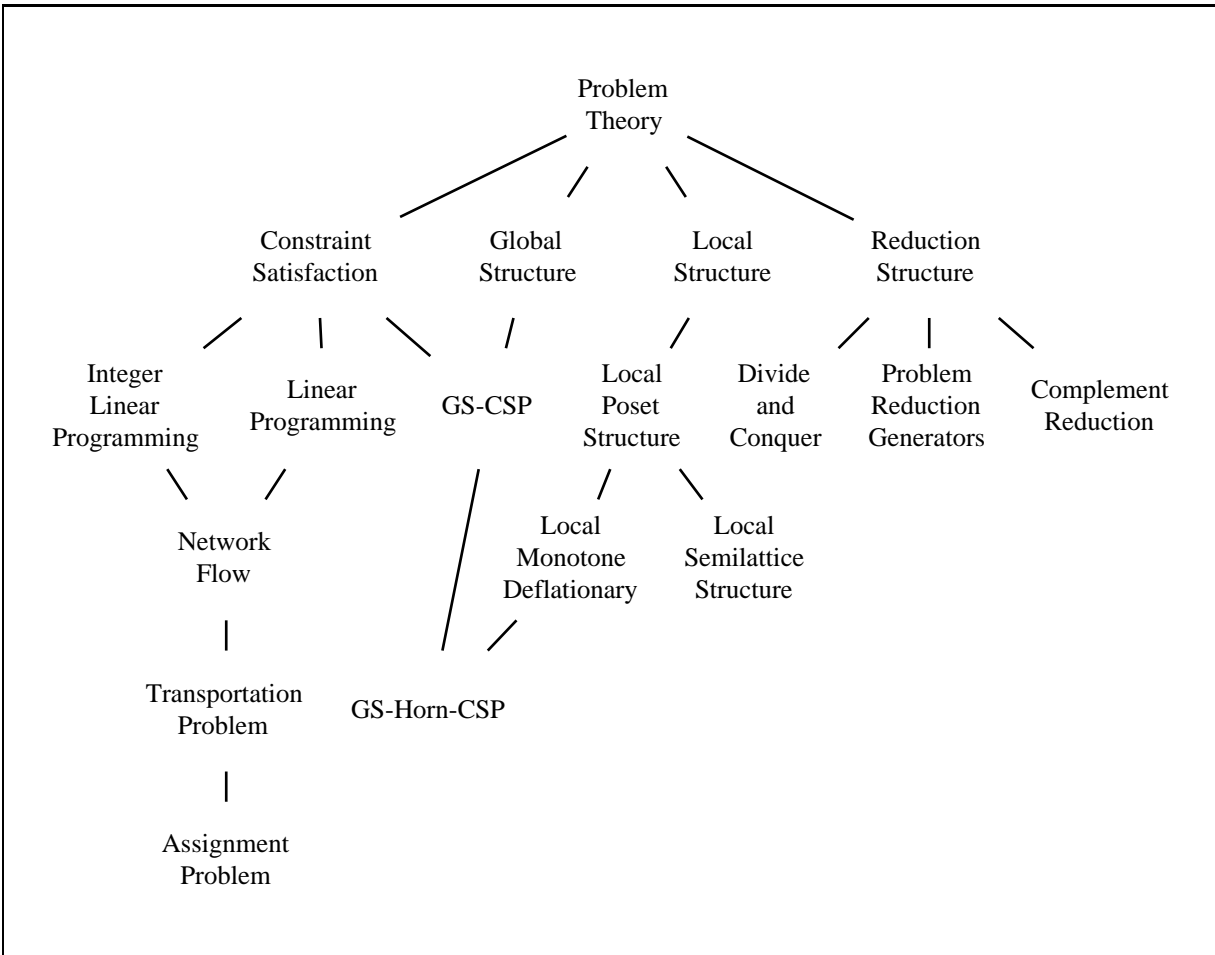 Problem
Theory
Constraint
Satisfaction
Global
Structure
Local
Structure
Reduction
Structure
Integer
Linear
Programming
Linear
Programming
GS-CSP
Local
Poset
Structure
Divide
and
Conquer
Problem
Reduction
Generators
Complement
Reduction
Network
Flow
Local
Monotone
Deflationary
Local
Semilattice
Structure
Transportation
Problem
GS-Horn-CSP
Assignment
Problem